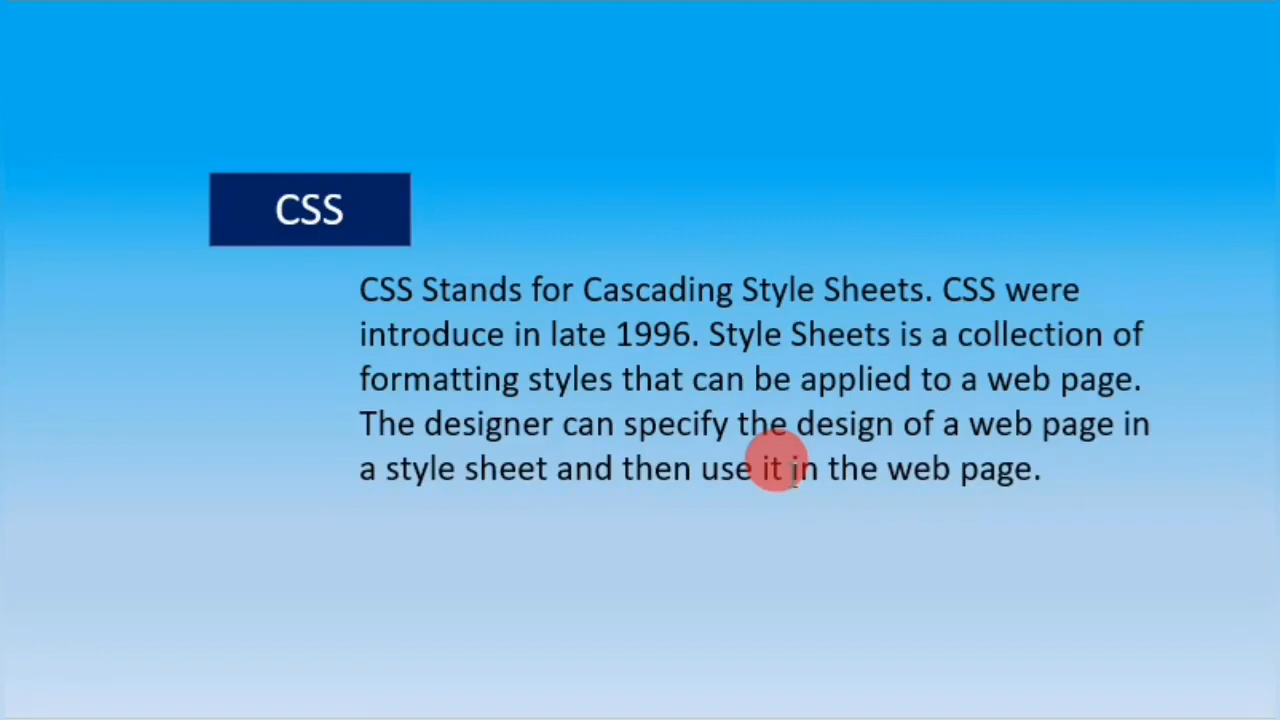 CSS
CSS Stands for Cascading Style Sheets. CSS were
introduce in late 1996. Style Sheets is a collection of
formatting styles that can be applied to a web page.
The designer can specify the design of a web page in
a style sheet and then use it in the web page.